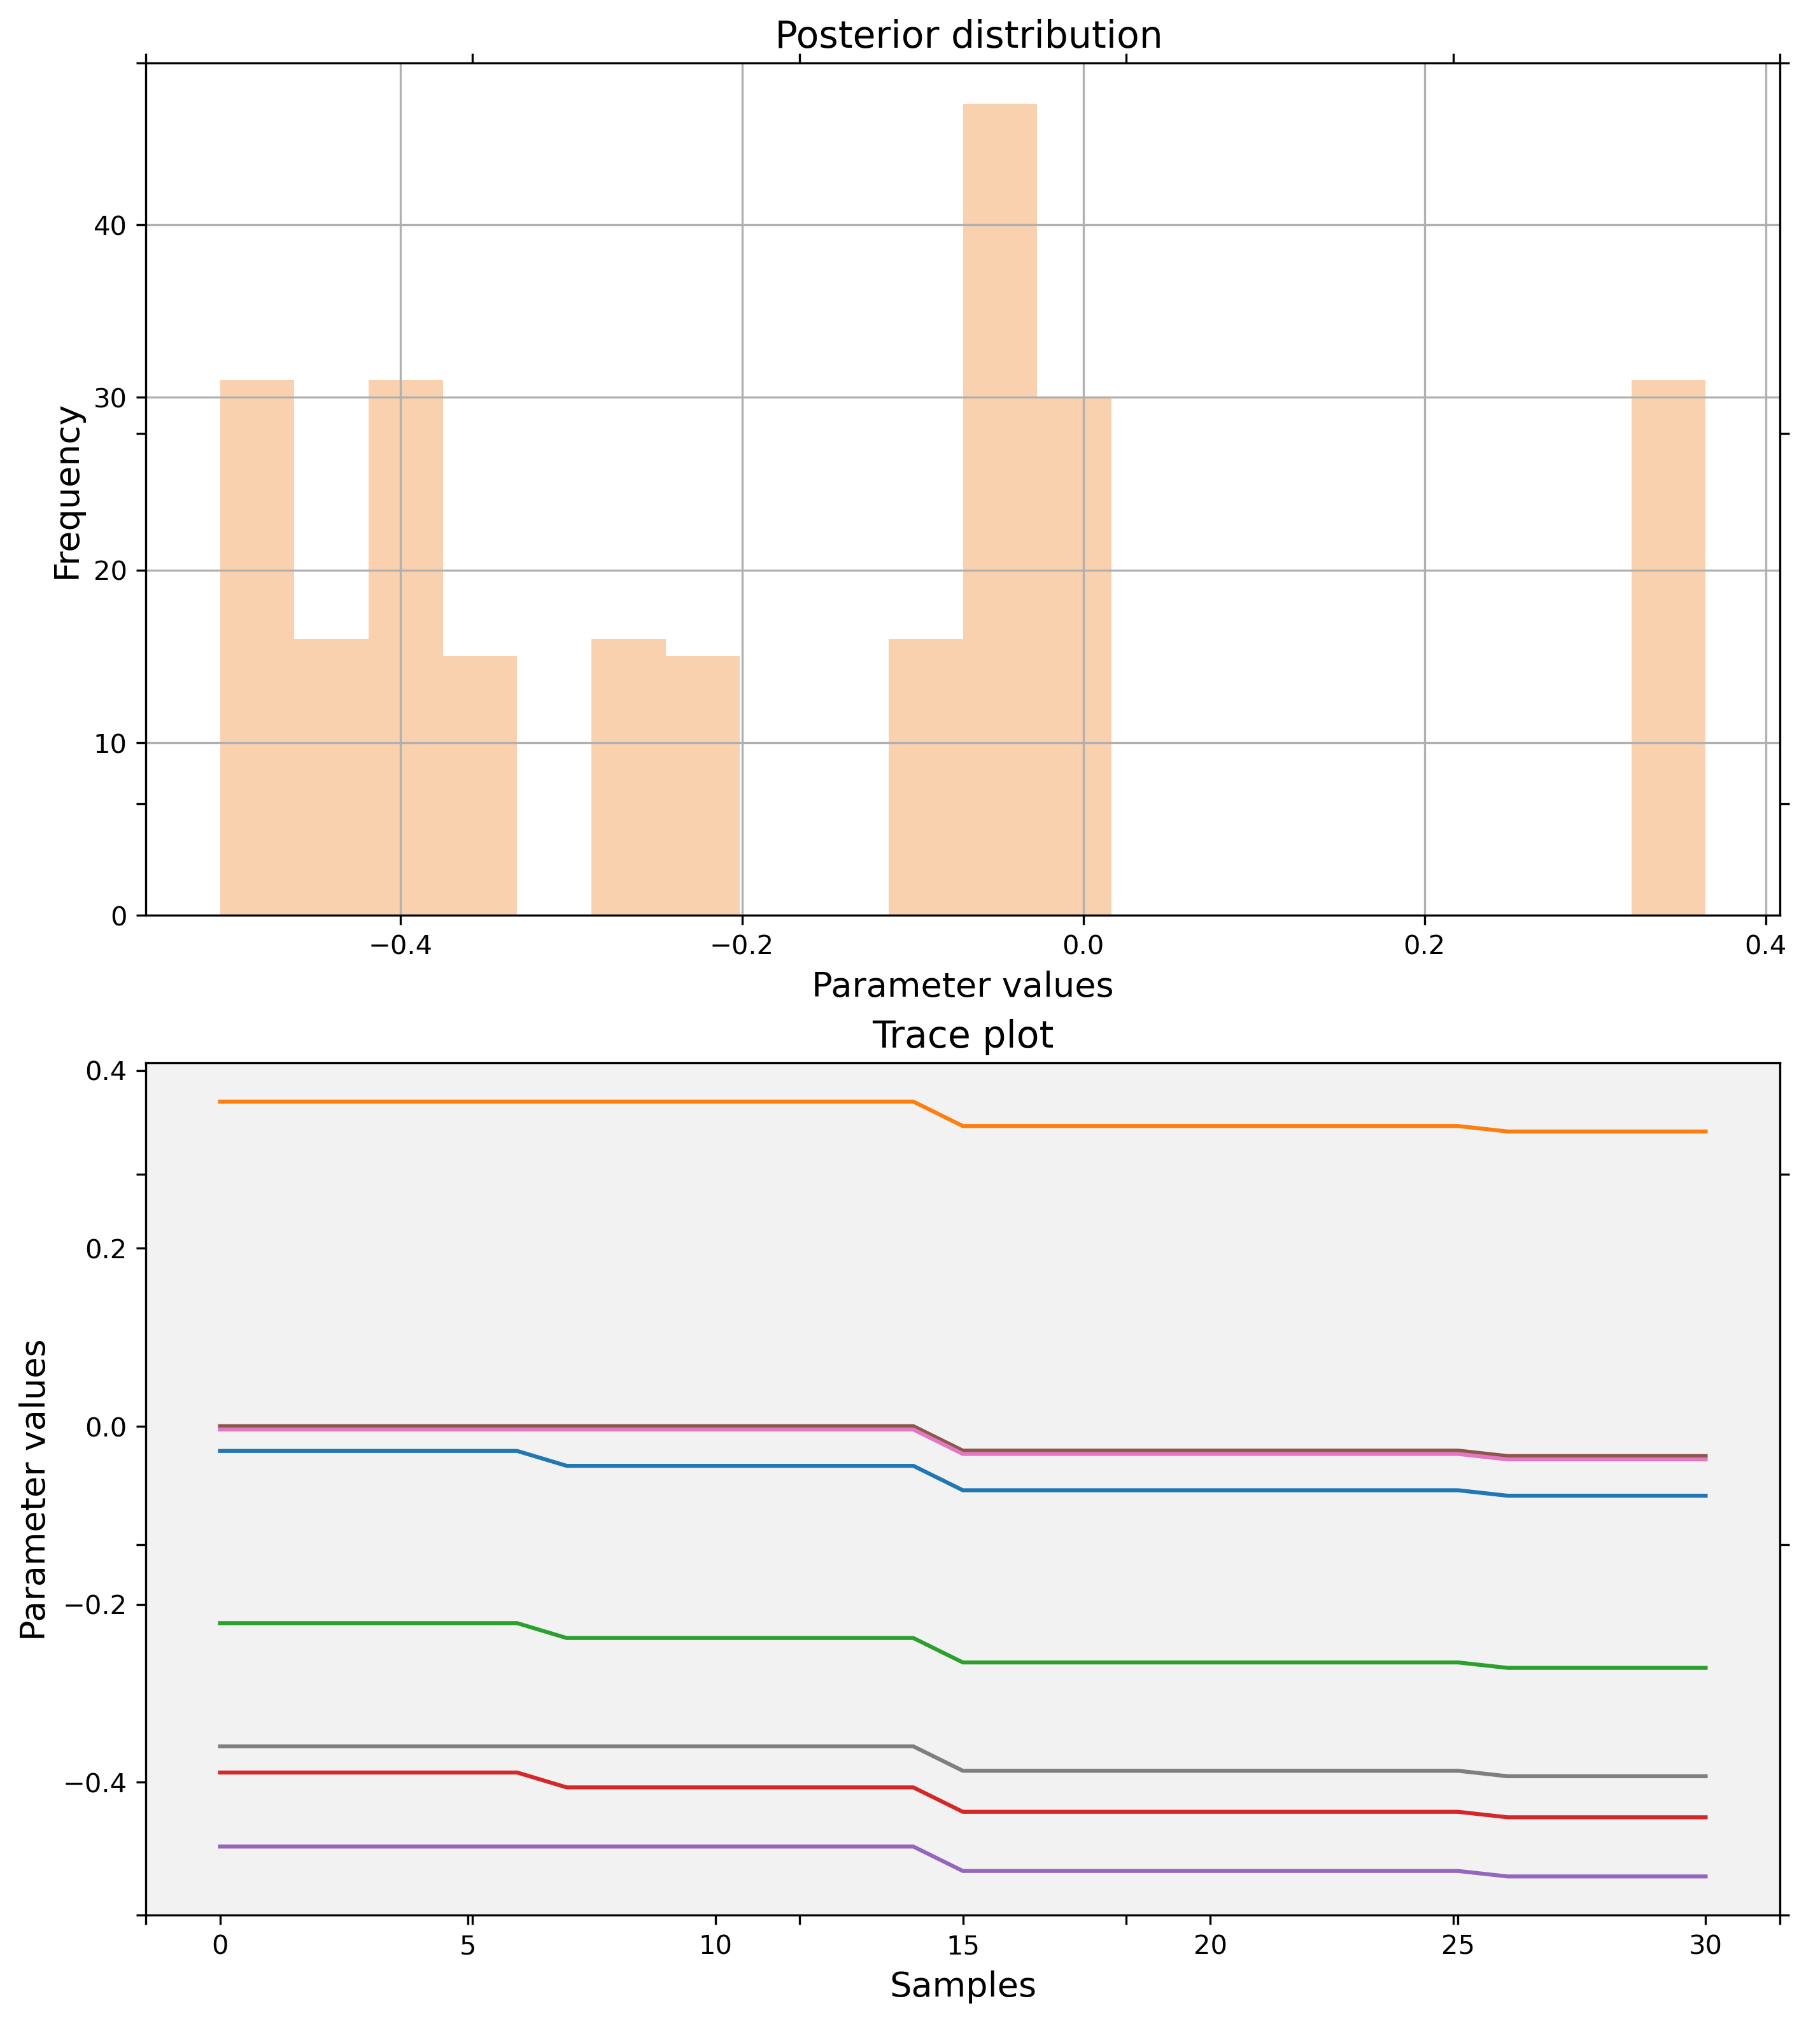 Posterior distribution
Frequency
40
30
20
10
0
−0.4 −0.2 0.0 0.2 0.4
Parameter values
Trace plot
Parameter values
0.4
0.2
0.0
−0.2
−0.4
0 5 10 15 20 25 30
Samples